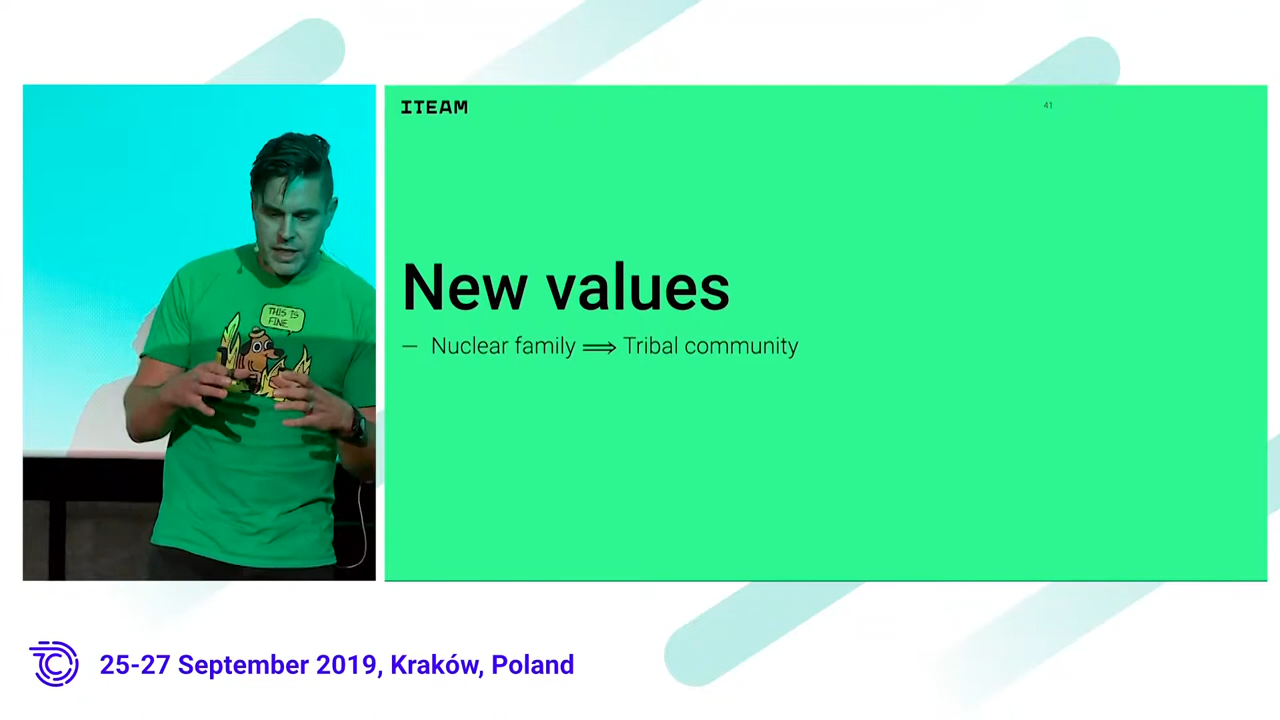 THIS IS
FINE.
ITEAM
41
New values
— Nuclear family ⟹ Tribal community
25-27 September 2019, Kraków, Poland